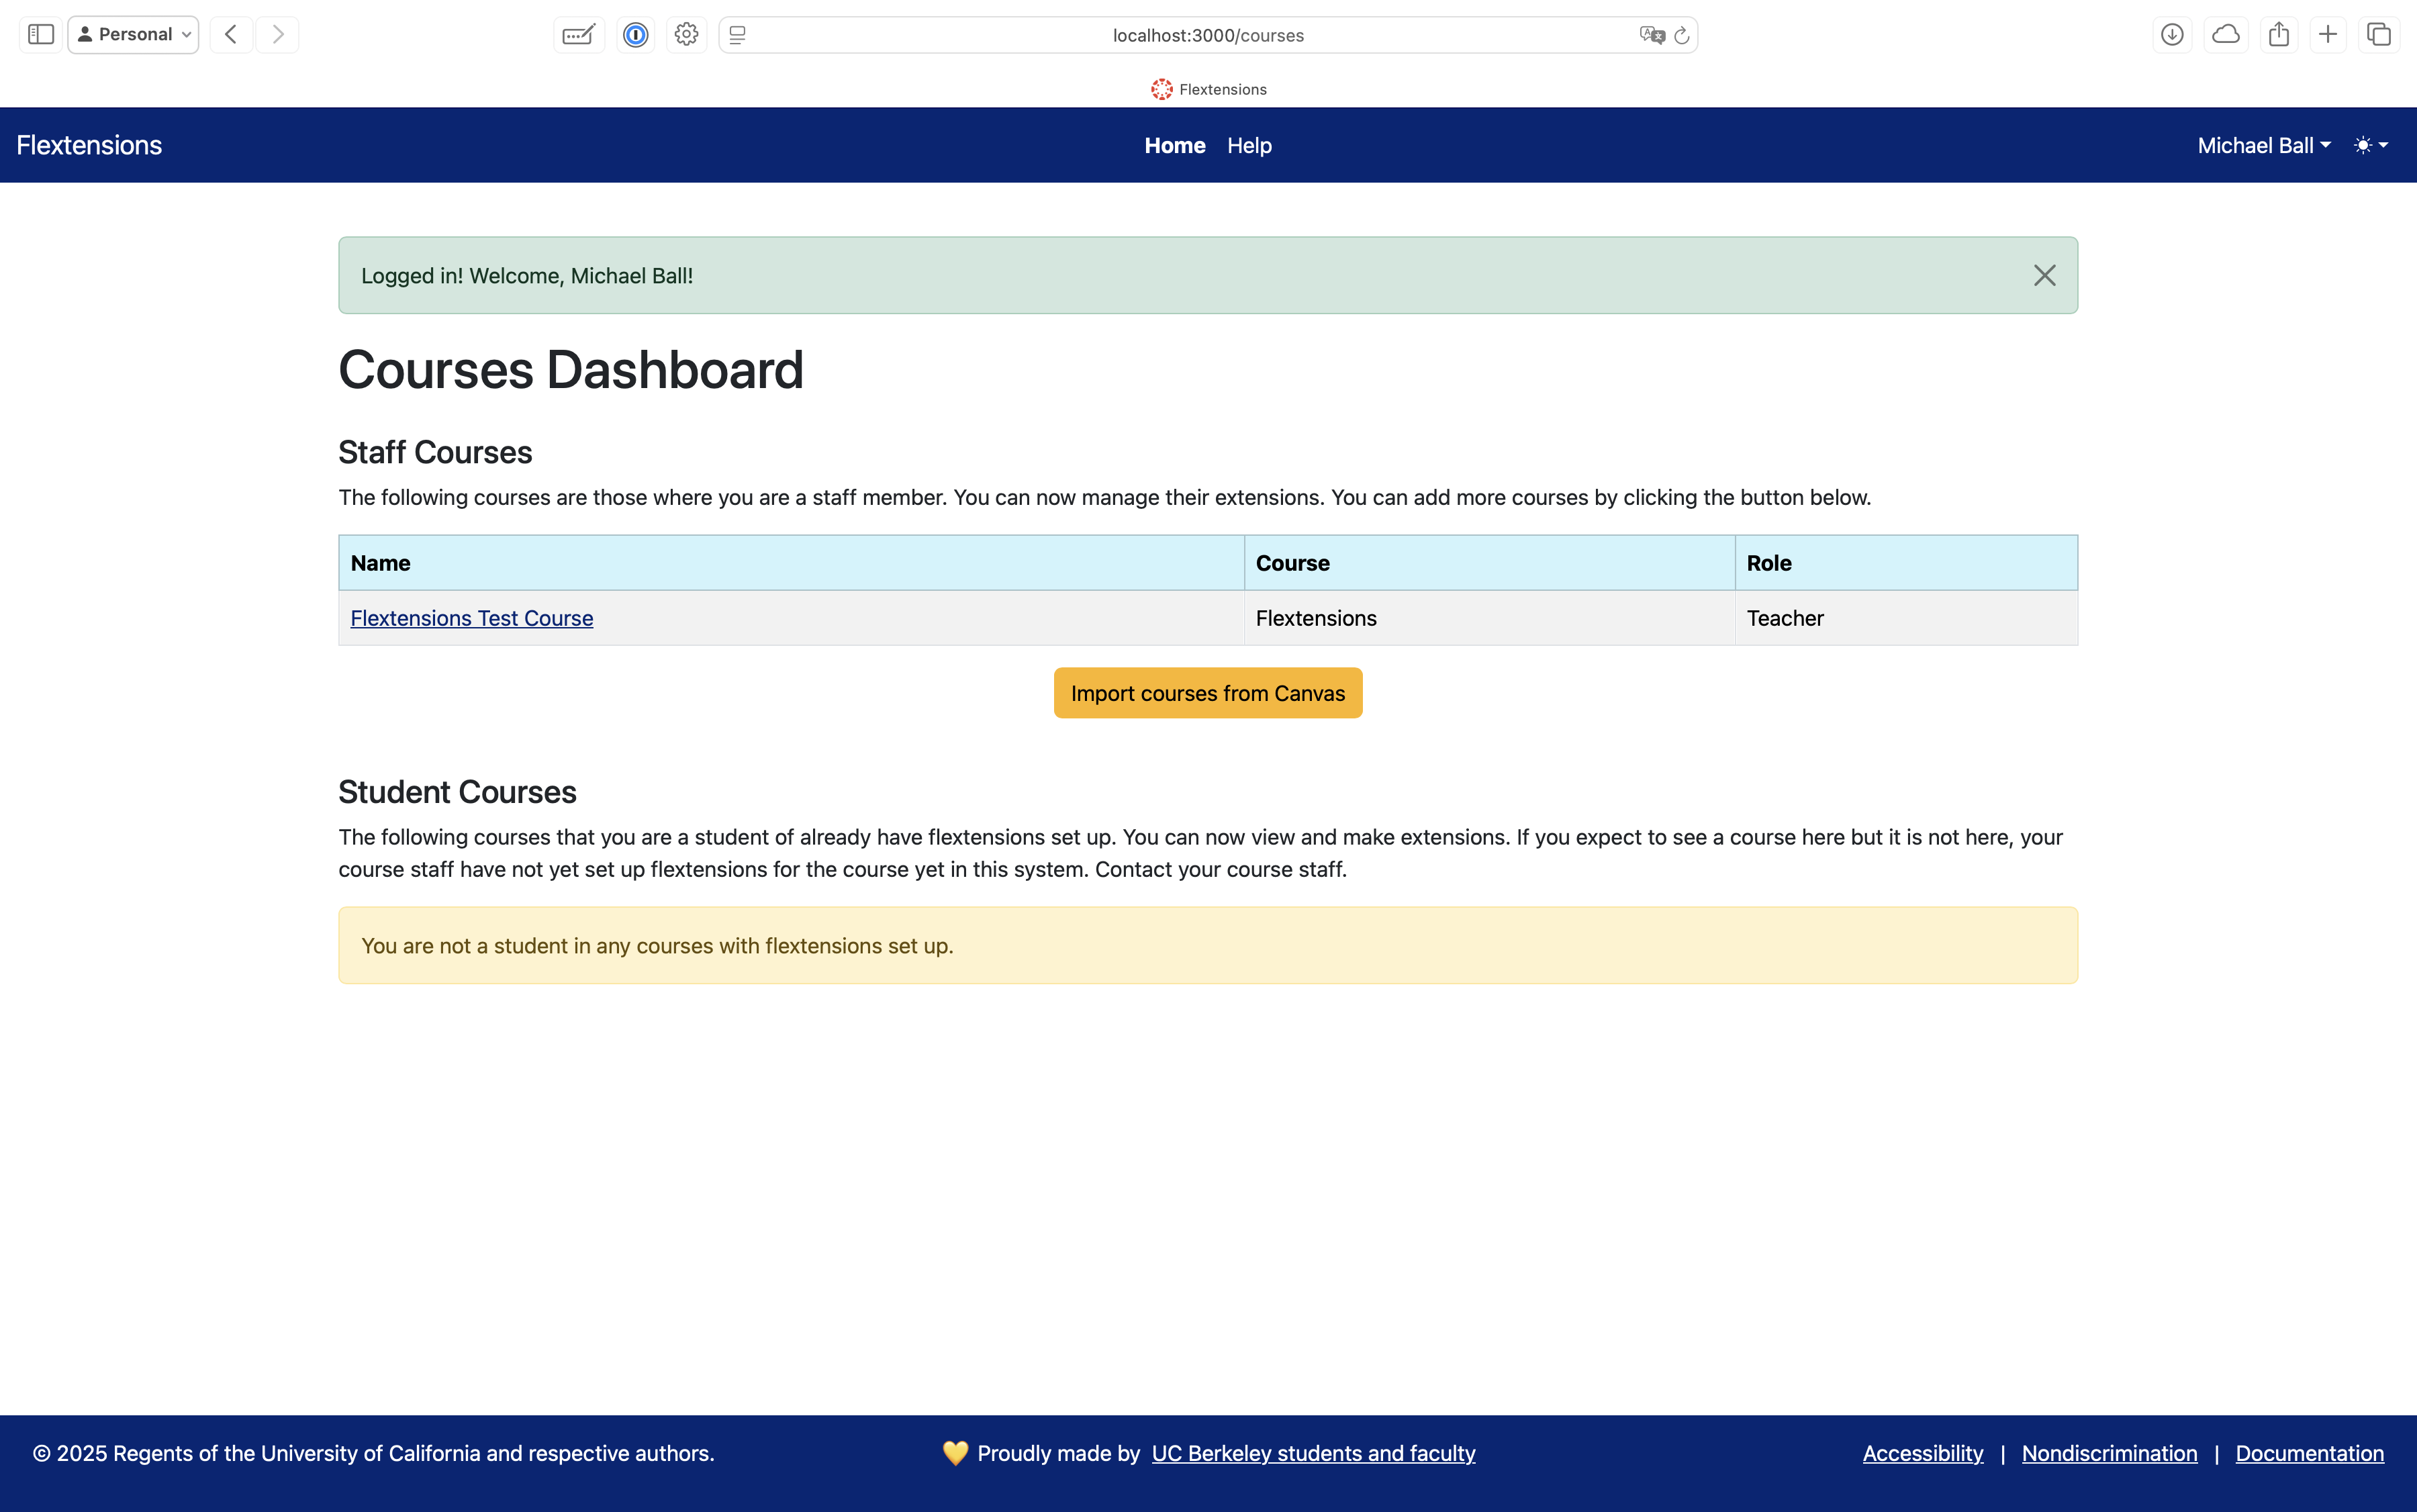 Personal
localhost:3000/courses
Flextensions
Flextensions
Home Help
Michael Ball
Logged in! Welcome, Michael Ball!
Courses Dashboard
Staff Courses
The following courses are those where you are a staff member. You can now manage their extensions. You can add more courses by clicking the button below.
Name Course Role
Flextensions Test Course Flextensions Teacher
Import courses from Canvas
Student Courses
The following courses that you are a student of already have flextensions set up. You can now view and make extensions. If you expect to see a course here but it is not here, your
course staff have not yet set up flextensions for the course yet in this system. Contact your course staff.
You are not a student in any courses with flextensions set up.
© 2025 Regents of the University of California and respective authors. 💛 Proudly made by UC Berkeley students and faculty Accessibility | Nondiscrimination | Documentation